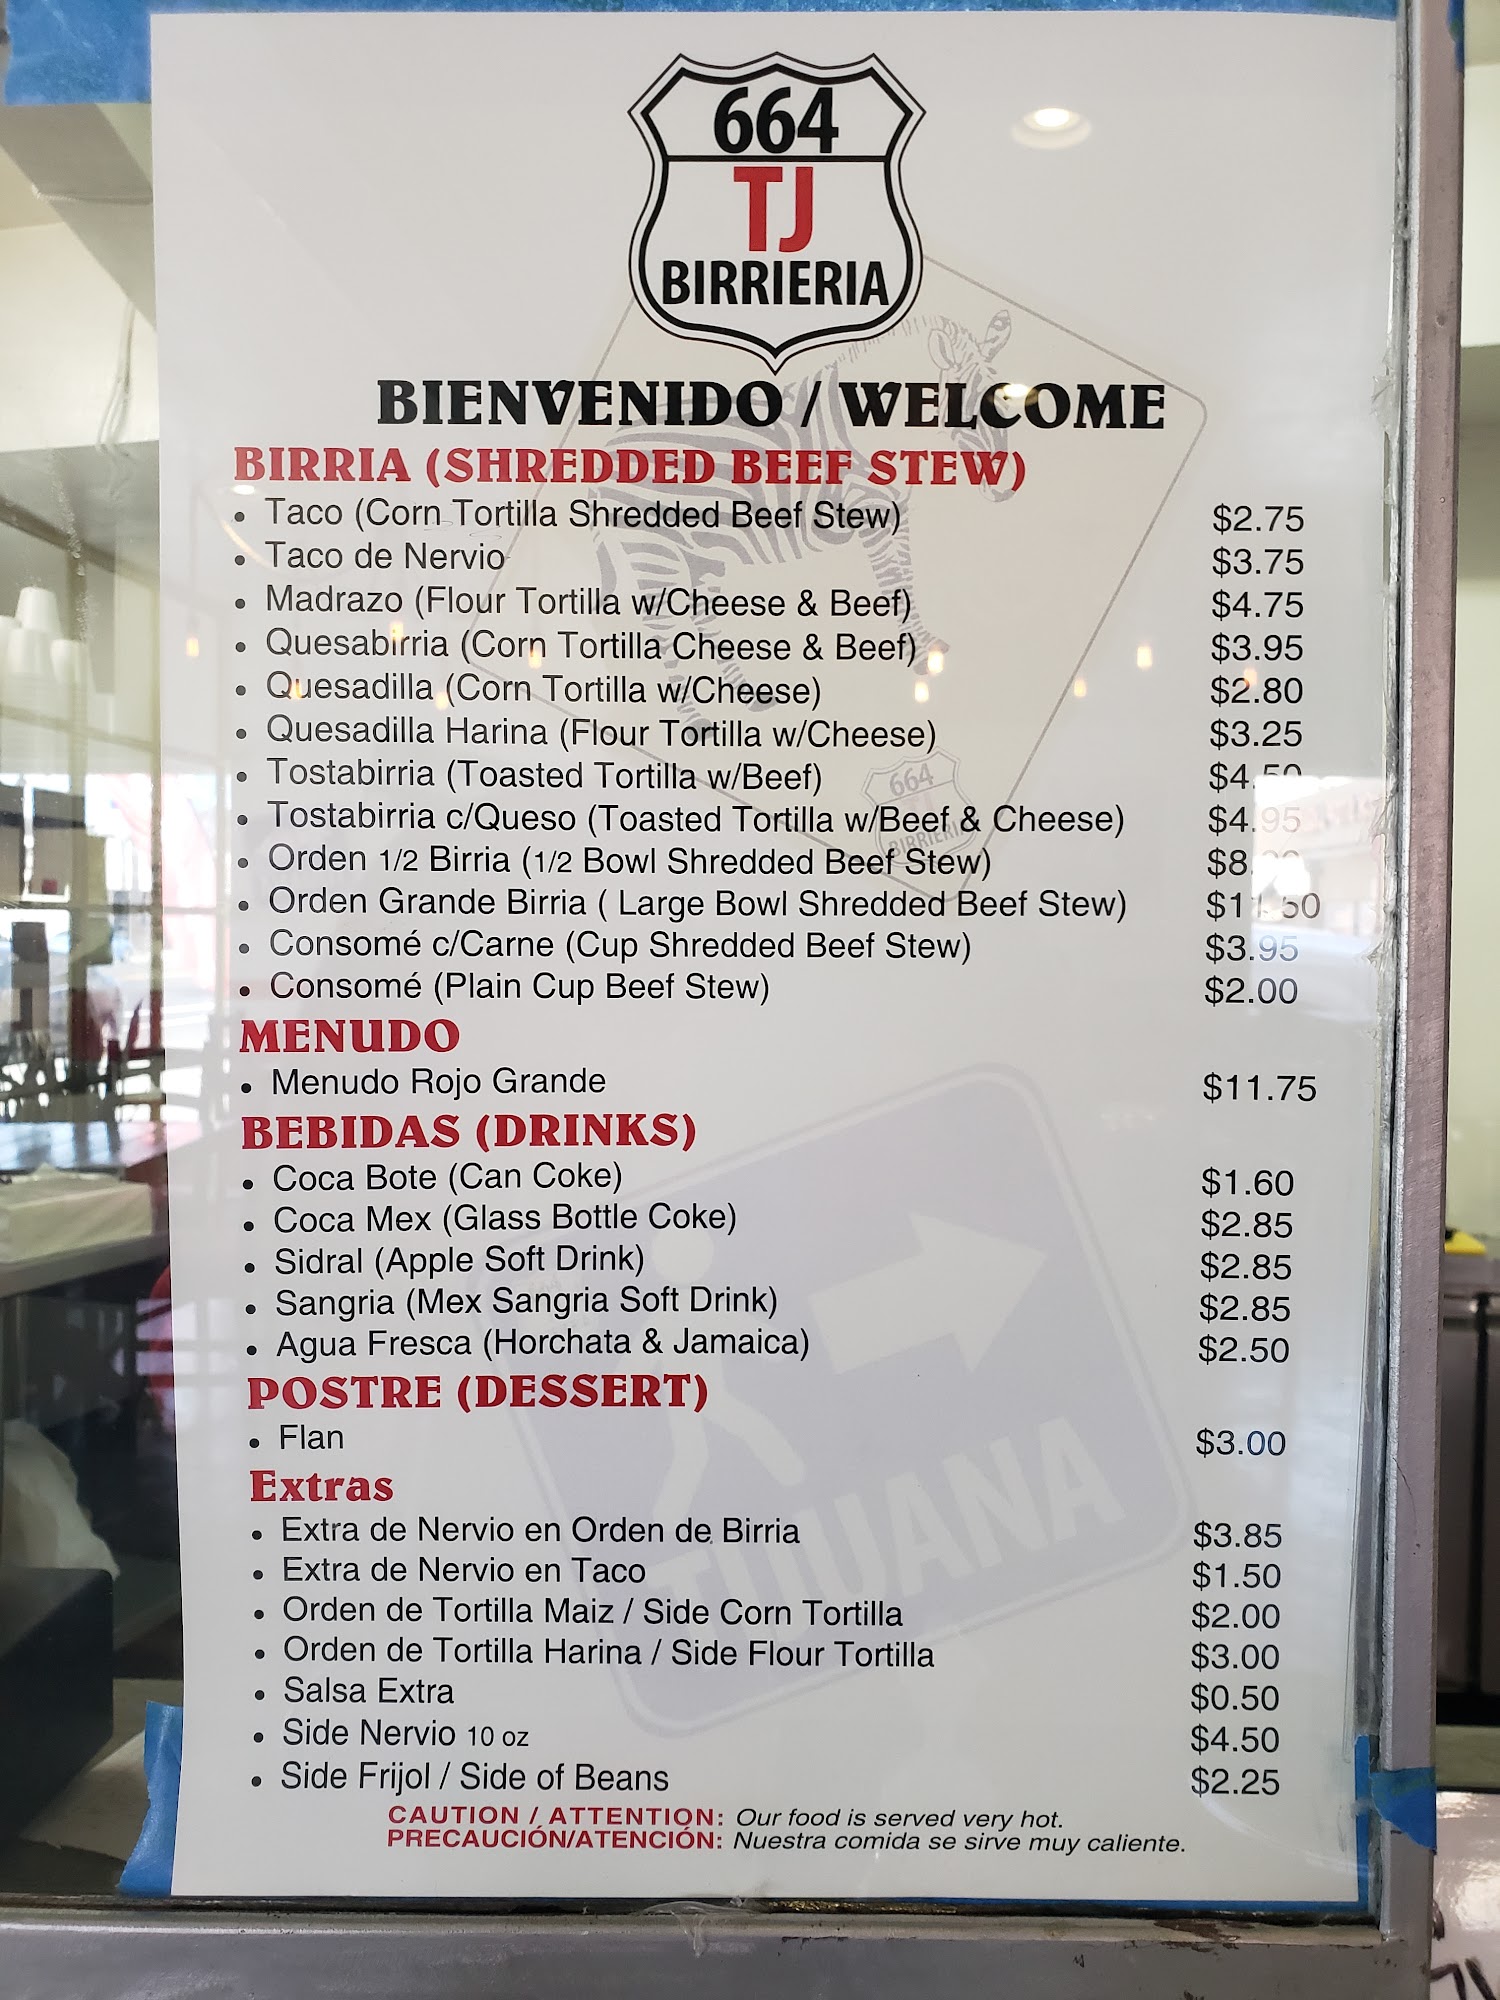 664
TJ
BIRRIERIA
BIENVENIDO / WELCOME
BIRRIA (SHREDDED BEEF STEW)
• Taco (Corn Tortilla Shredded Beef Stew) $2.75
• Taco de Nervio $3.75
• Madrazo (Flour Tortilla w/Cheese & Beef) $4.75
• Quesabirria (Corn Tortilla Cheese & Beef) $3.95
• Quesadilla (Corn Tortilla w/Cheese) $2.80
• Quesadilla Harina (Flour Tortilla w/Cheese) $3.25
• Tostabirria (Toasted Tortilla w/Beef) $4.50
• Tostabirria c/Queso (Toasted Tortilla w/Beef & Cheese) $4.95
• Orden 1/2 Birria (1/2 Bowl Shredded Beef Stew)
• Orden Grande Birria ( Large Bowl Shredded Beef Stew) $11.50
• Consomé c/Carne (Cup Shredded Beef Stew) $3.95
• Consomé (Plain Cup Beef Stew) $2.00
MENUDO
• Menudo Rojo Grande $11.75
BEBIDAS (DRINKS)
• Coca Bote (Can Coke) $1.60
• Coca Mex (Glass Bottle Coke) $2.85
• Sidral (Apple Soft Drink) $2.85
• Sangria (Mex Sangria Soft Drink) $2.85
• Agua Fresca (Horchata & Jamaica) $2.50
POSTRE (DESSERT)
• Flan $3.00
Extras
• Extra de Nervio en Orden de Birria $3.85
• Extra de Nervio en Taco $1.50
• Orden de Tortilla Maiz / Side Corn Tortilla $2.00
• Orden de Tortilla Harina / Side Flour Tortilla $3.00
• Salsa Extra $0.50
• Side Nervio 10 oz $4.50
• Side Frijol / Side of Beans $2.25
CAUTION / ATTENTION: Our food is served very hot.
PRECAUCIÓN/ATENCIÓN: Nuestra comida se sirve muy caliente.
664
TJ
BIRRIERIA
TIJUANA